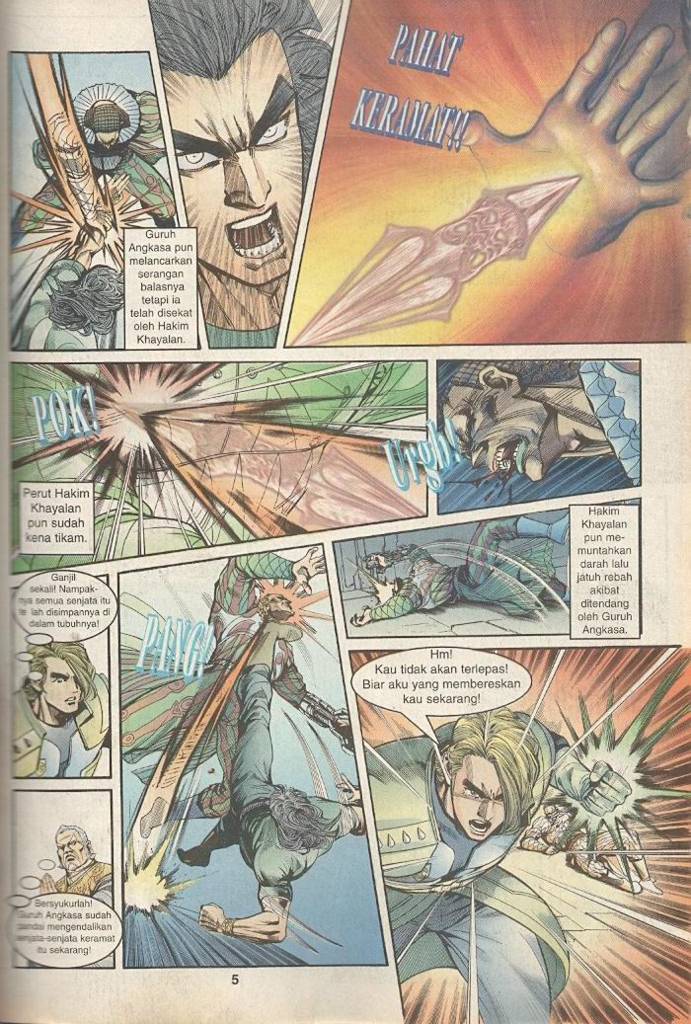 Guruh
Angkasa pun
melancarkan
serangan
balasnya
tetapi ia
telah disekat
oleh Hakim
Khayalan.
PAHAT
KERAMAT!!
POK!
Perut Hakim
Khayalan
pun sudah
kena tikam.
Urgh!
Hakim
Khayalan
pun me-
muntahkan
darah lalu
jatuh rebah
akibat
ditendang
oleh Guruh
Angkasa.
Ganjil
sekali! Nampak-
nya semua senjata itu
te lah disimpannya di
dalam tubuhnya!
PANG!
Hm!
Kau tidak akan terlepas!
Biar aku yang membereskan
kau sekarang!
Bersyukurlah!
Guruh Angkasa sudah
pandai mengendalikan
senjata-senjata keramat
itu sekarang!
5